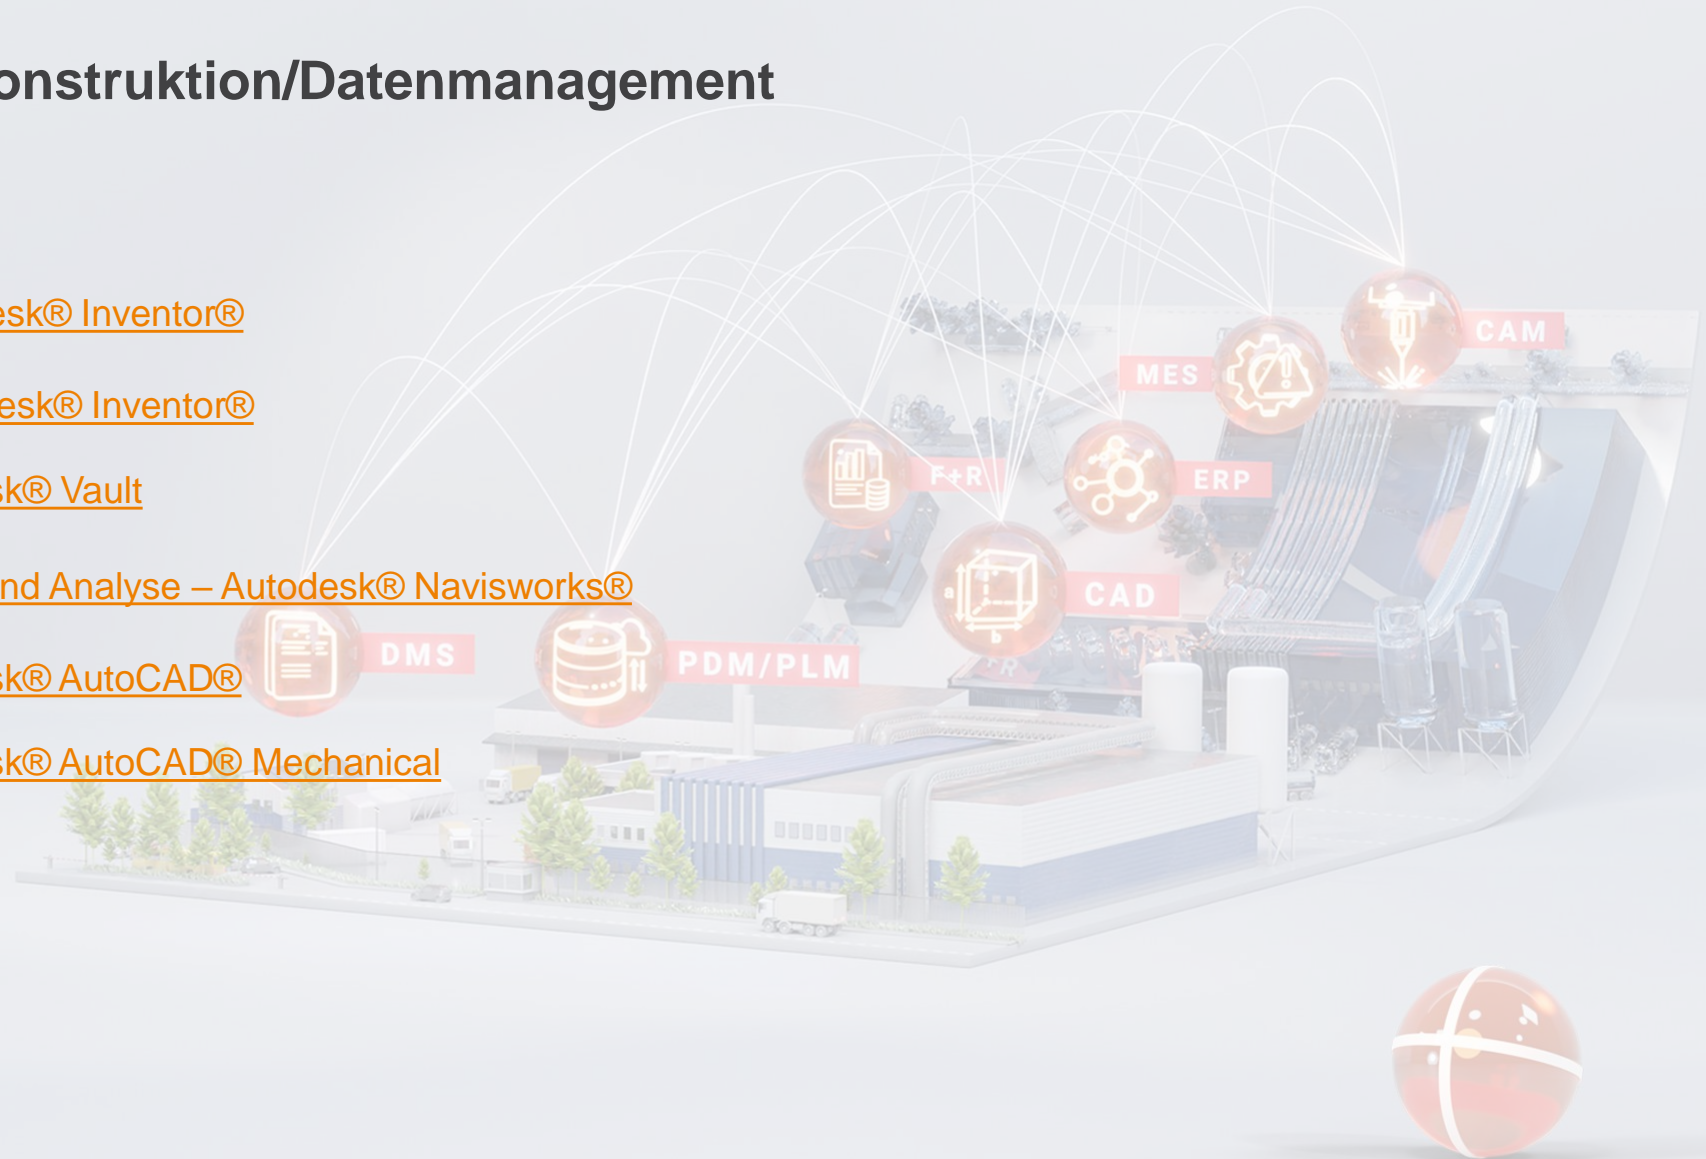 onstruktion/Datenmanagement
esk® Inventor®
esk® Inventor®
sk® Vault
nd Analyse – Autodesk® Navisworks®
sk® AutoCAD®
sk® AutoCAD® Mechanical
CAM
MES
F+R
ERP
a
b
CAD
DMS
PDM/PLM